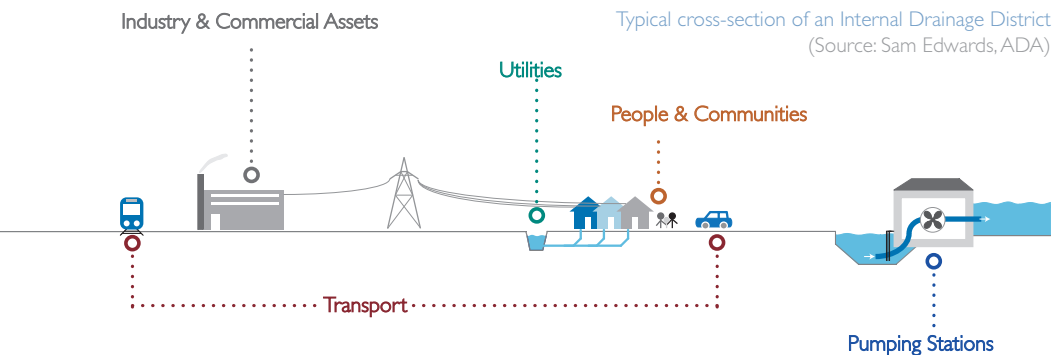 Industry & Commercial Assets
Typical cross-section of an Internal Drainage District
(Source: Sam Edwards, ADA)
Utilities
People & Communities
Transport
Pumping Stations